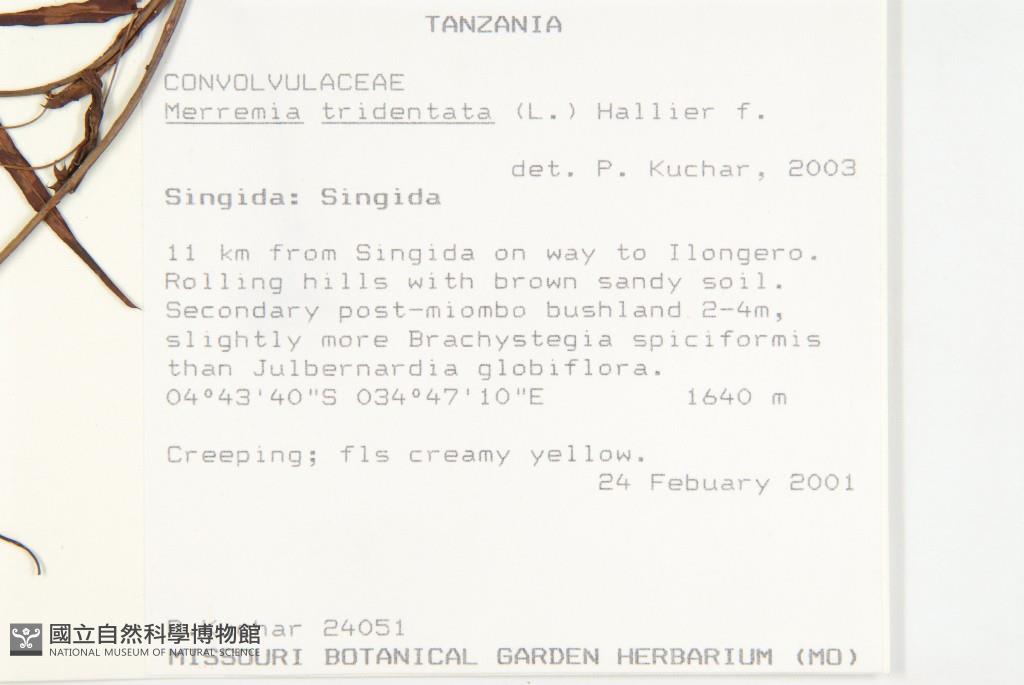 TANZANIA
CONVOLVULACEAE
Merremia tridentata (L.) Hallier f.
det. P. Kuchar, 2003
Singida: Singida
11 km from Singida on way to Ilongero.
Rolling hills with brown sandy soil.
Secondary post-miombo bushland 2-4m,
slightly more Brachystegia spiciformis
than Julbernardia globiflora.
04°43'40"S 034°47'10"E 1640 m
Creeping; fls creamy yellow.
24 Febuary 2001
P.Kuchar 24051
國立自然科學博物館
NATIONAL MUSEUM OF NATURAL SCIENCE
MISSOURI BOTANICAL GARDEN HERBARIUM (MO)